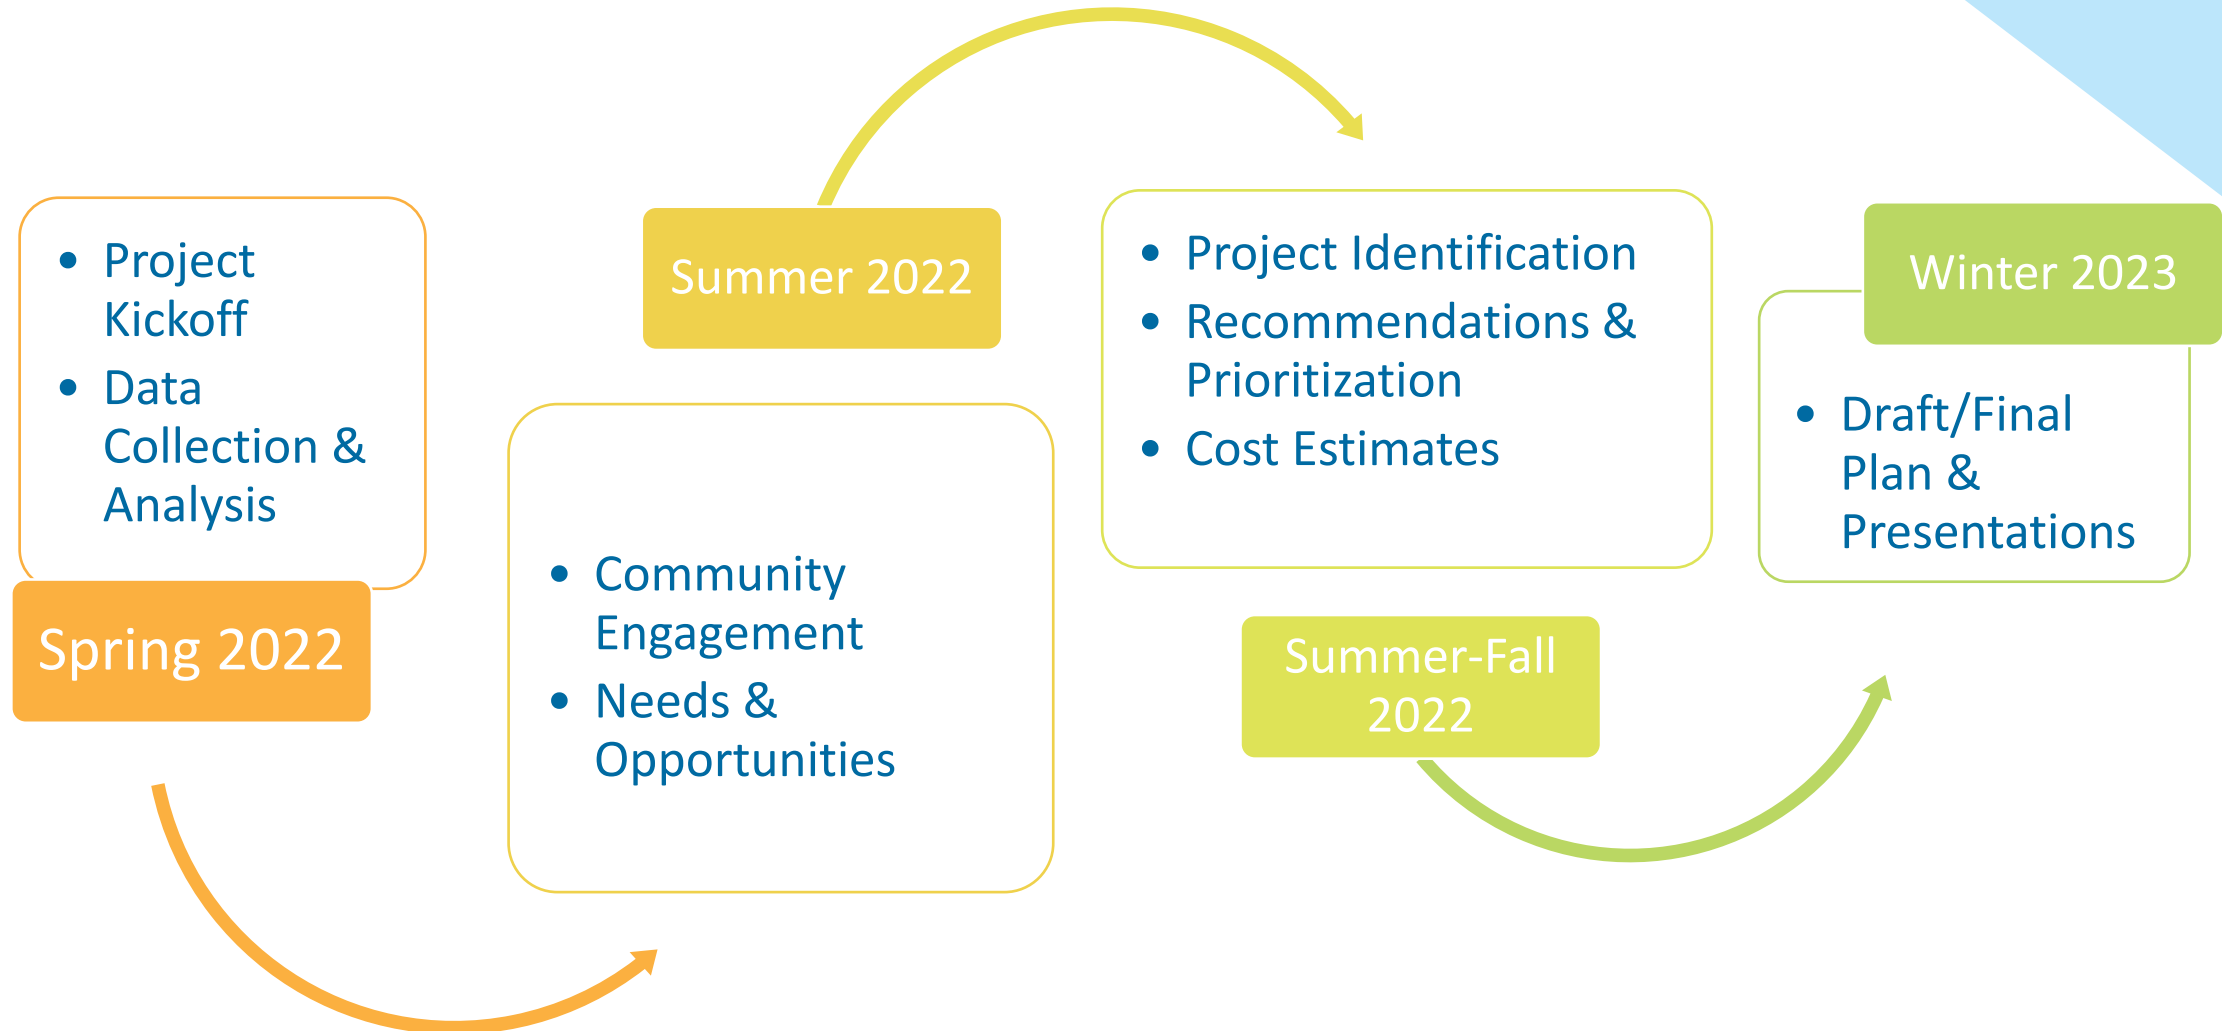 • Project
Kickoff
• Data
Collection &
Analysis
Spring 2022
Summer 2022
• Community
Engagement
• Needs &
Opportunities
• Project Identification
• Recommendations &
Prioritization
• Cost Estimates
Summer-Fall
2022
Winter 2023
• Draft/Final
Plan &
Presentations